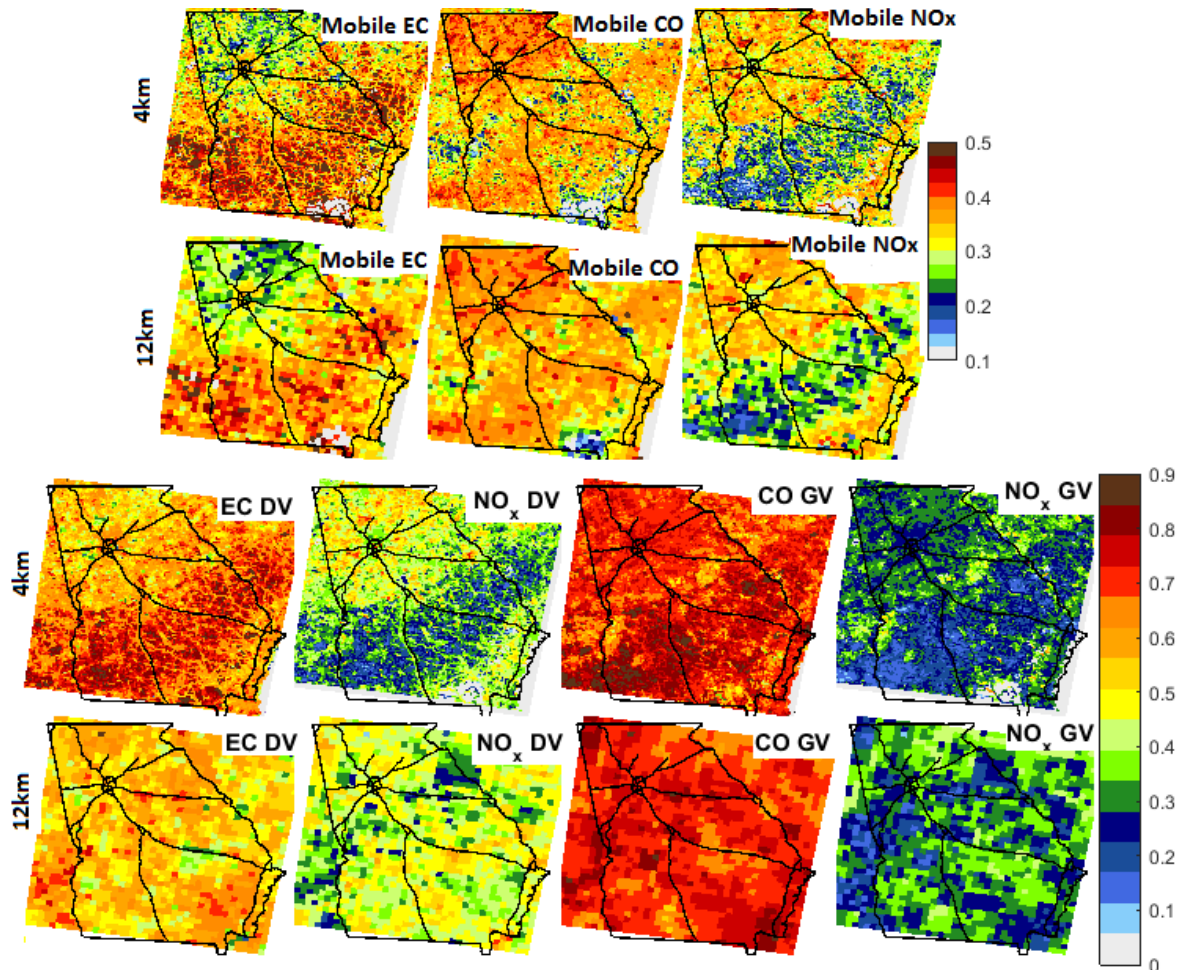 Mobile EC
Mobile CO
Mobile NOx
4km
0.5
0.4
0.3
0.2
0.1
Mobile EC
Mobile CO
Mobile NOx
12km
EC DV
NOx DV
CO GV
NOx GV
4km
0.9
0.8
0.7
0.6
0.5
0.4
0.3
0.2
0.1
0
EC DV
NOx DV
CO GV
NOx GV
12km